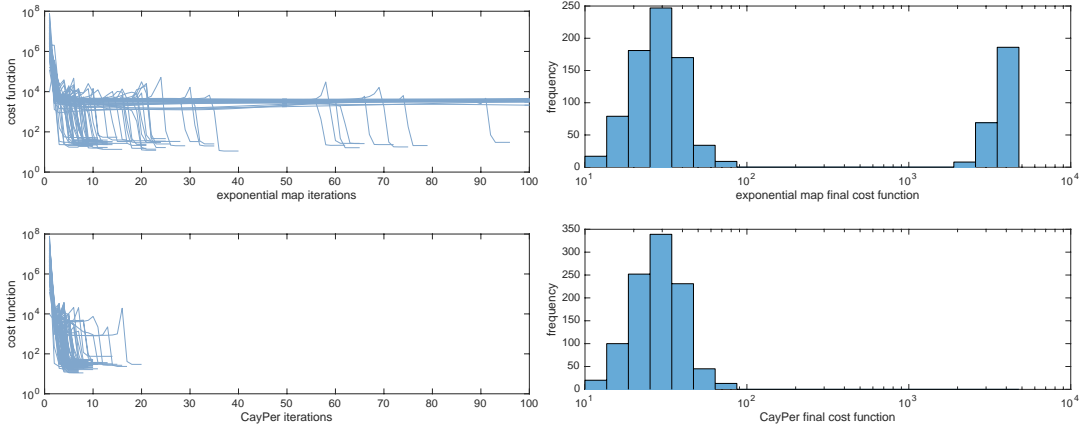 10^8
10^6
10^4
10^2
10^0
cost function
0 10 20 30 40 50 60 70 80 90 100
exponential map iterations
250
200
150
100
50
0
frequency
10^1 10^2 10^3 10^4
exponential map final cost function
10^8
10^6
10^4
10^2
10^0
cost function
0 10 20 30 40 50 60 70 80 90 100
CayPer iterations
350
300
250
200
150
100
50
0
frequency
10^1 10^2 10^3 10^4
CayPer final cost function